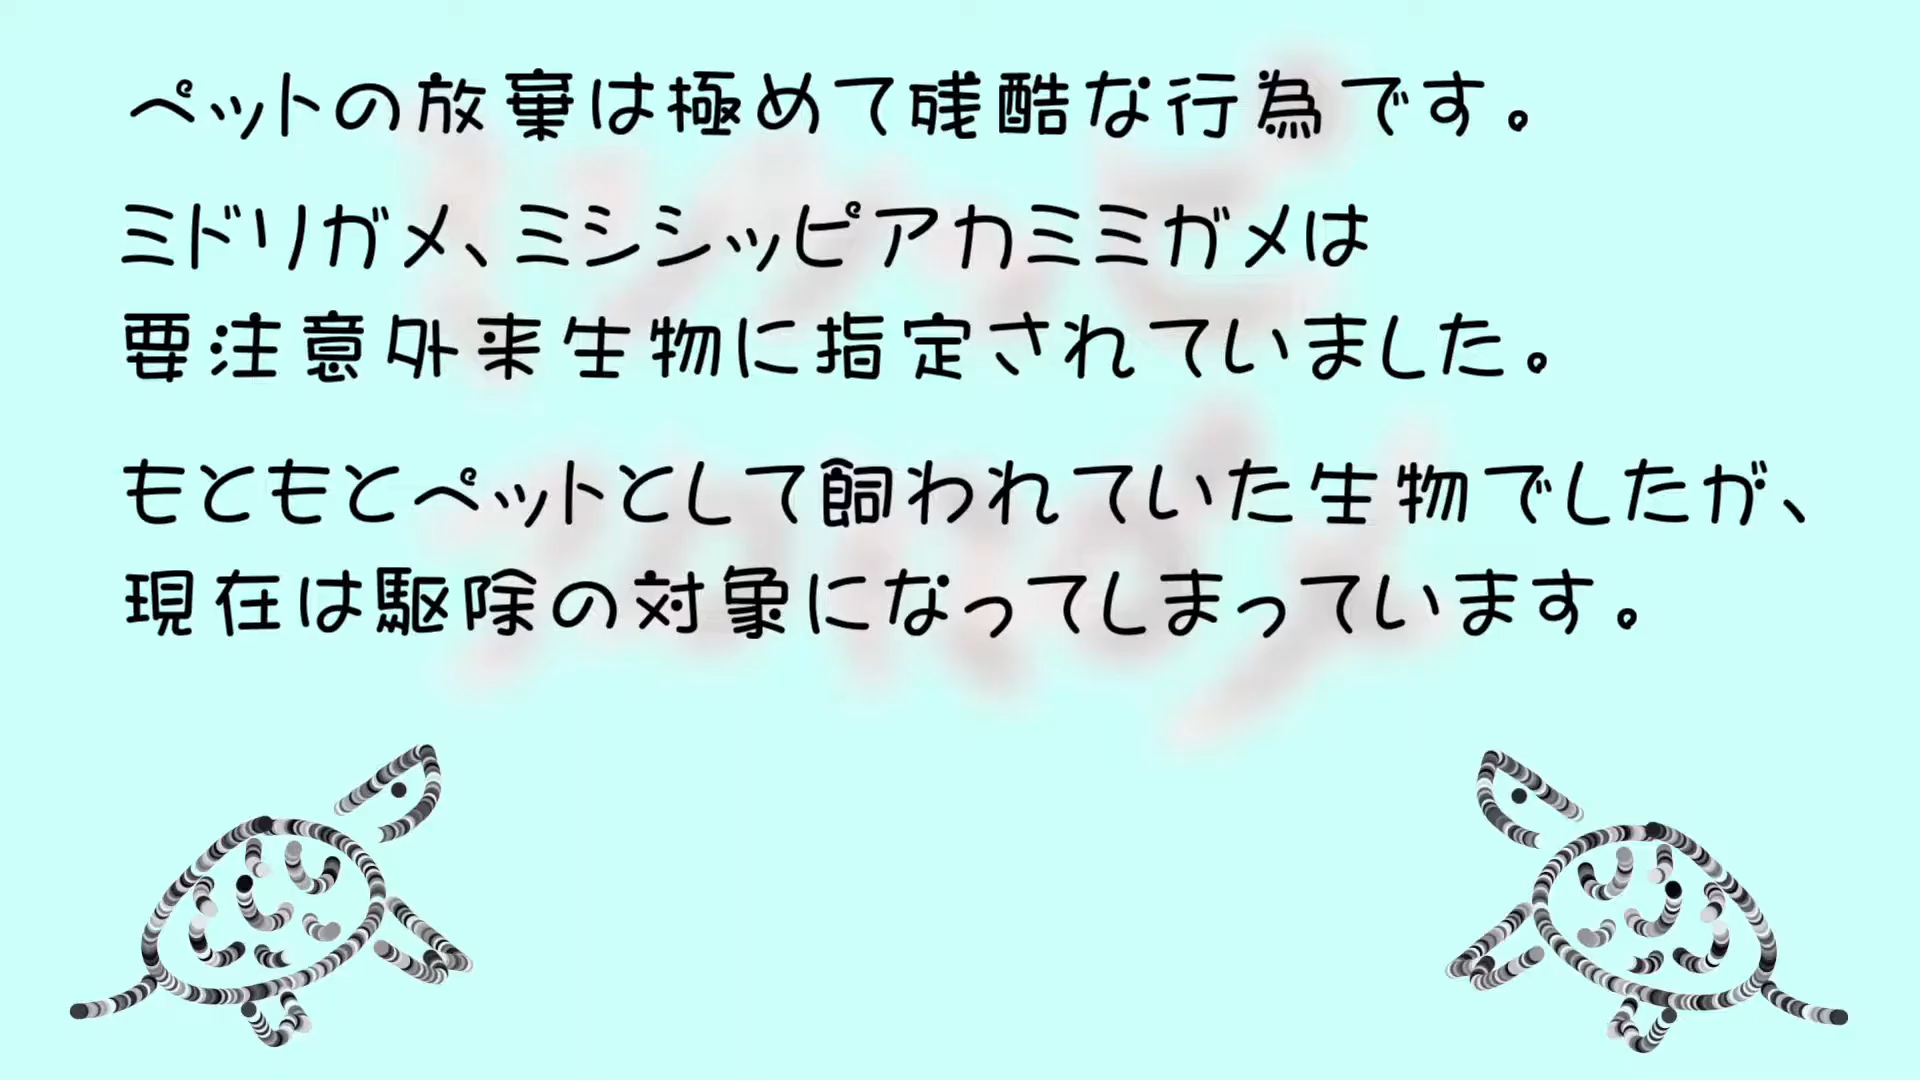 ペットの放棄は極めて残酷な行為です。
ミドリガメ、ミシシッピアカミミガメは
要注意外来生物に指定されていました。
もともとペットとして飼われていた生物でしたが、
現在は駆除の対象になってしまっています。